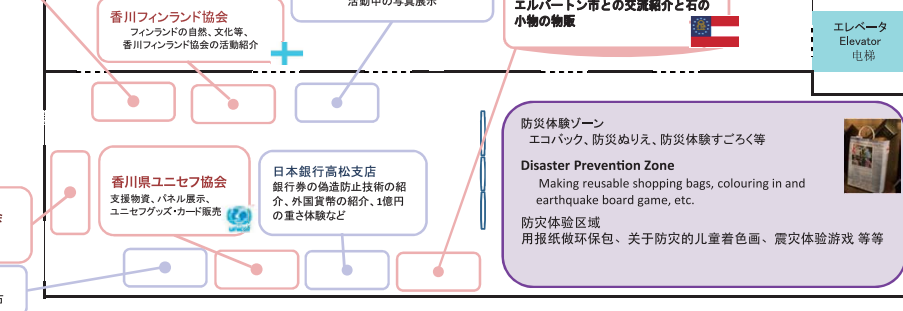 香川フィンランド協会
フィンランドの自然、文化等、
香川フィンランド協会の活動紹介
活動中の写真展示
エルバートン市との交流紹介と石の
小物の物販
エレベータ
Elevator
电梯
香川県ユニセフ協会
支援物資、パネル展示、
ユニセフグッズ・カード販売
unicef
日本銀行高松支店
銀行券の偽造防止技術の紹
介、外国貨幣の紹介、1億円
の重さ体験など
防災体験ゾーン
エコバック、防災ぬりえ、防災体験すごろく等
Disaster Prevention Zone
Making reusable shopping bags, colouring in and
earthquake board game, etc.
防灾体验区域
用报纸做环保包、关于防灾的儿童着色画、震灾体验游戏 等等